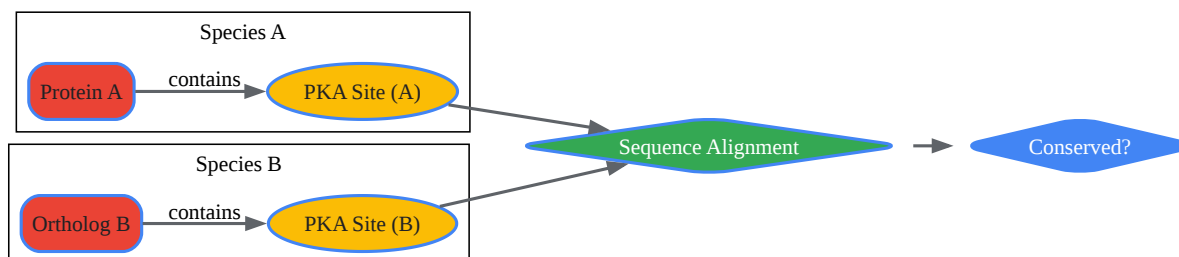 Species A
Protein A
contains
PKA Site (A)
Species B
Ortholog B
contains
PKA Site (B)
Sequence Alignment
Conserved?